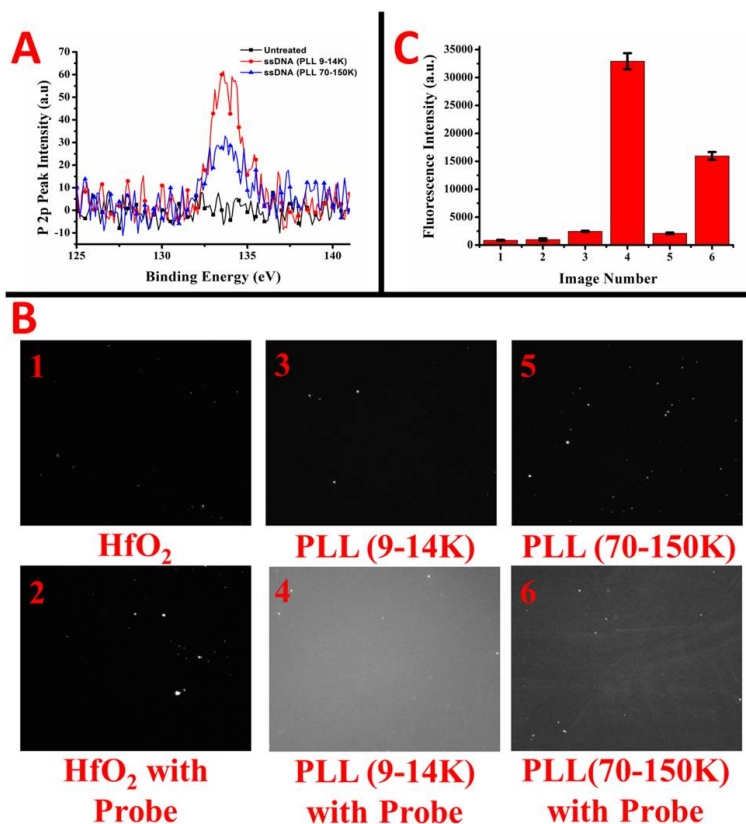 A
P 2p Peak Intensity (a.u)
70
60
50
40
30
20
10
0
-10
Untreated
ssDNA (PLL 9-14K)
ssDNA (PLL 70-150K)
125 130 135 140
Binding Energy (eV)
C
Fluorescence Intensity (a.u.)
35000
30000
25000
20000
15000
10000
5000
0
1 2 3 4 5 6
Image Number
B
1
HfO₂
3
PLL (9-14K)
5
PLL (70-150K)
2
HfO₂ with
Probe
4
PLL (9-14K)
with Probe
6
PLL(70-150K)
with Probe